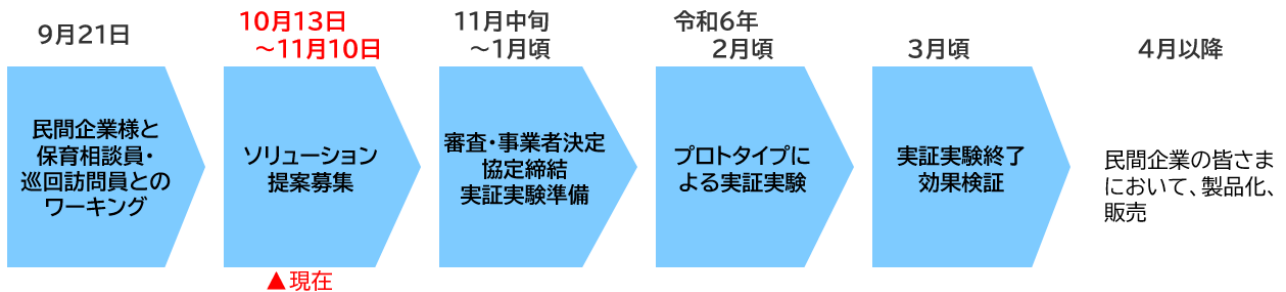 9月21日
民間企業様と
保育相談員・
巡回訪問員との
ワーキング
10月13日
～11月10日
ソリューション
提案募集
▲現在
11月中旬
～1月頃
審査・事業者決定
協定締結
実証実験準備
令和6年
2月頃
プロトタイプに
よる実証実験
3月頃
実証実験終了
効果検証
4月以降
民間企業の皆さま
において、製品化、
販売